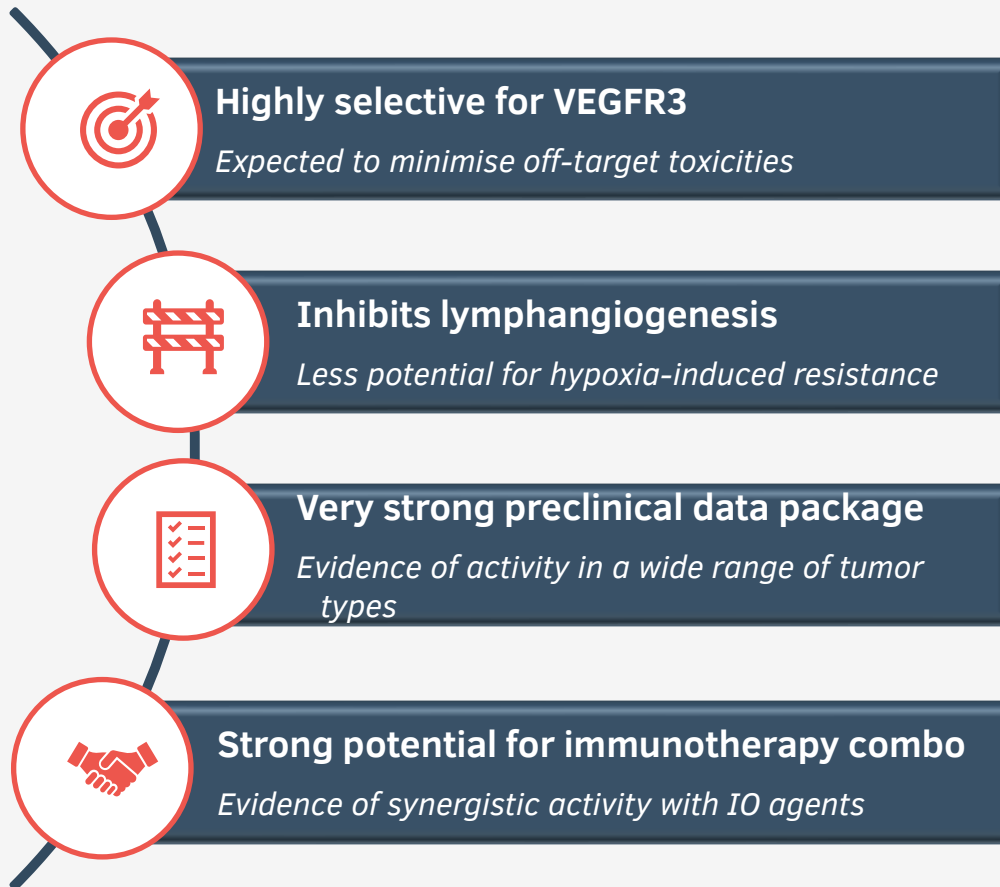 Highly selective for VEGFR3
Expected to minimise off-target toxicities
Inhibits lymphangiogenesis
Less potential for hypoxia-induced resistance
Very strong preclinical data package
Evidence of activity in a wide range of tumor
types
Strong potential for immunotherapy combo
Evidence of synergistic activity with IO agents